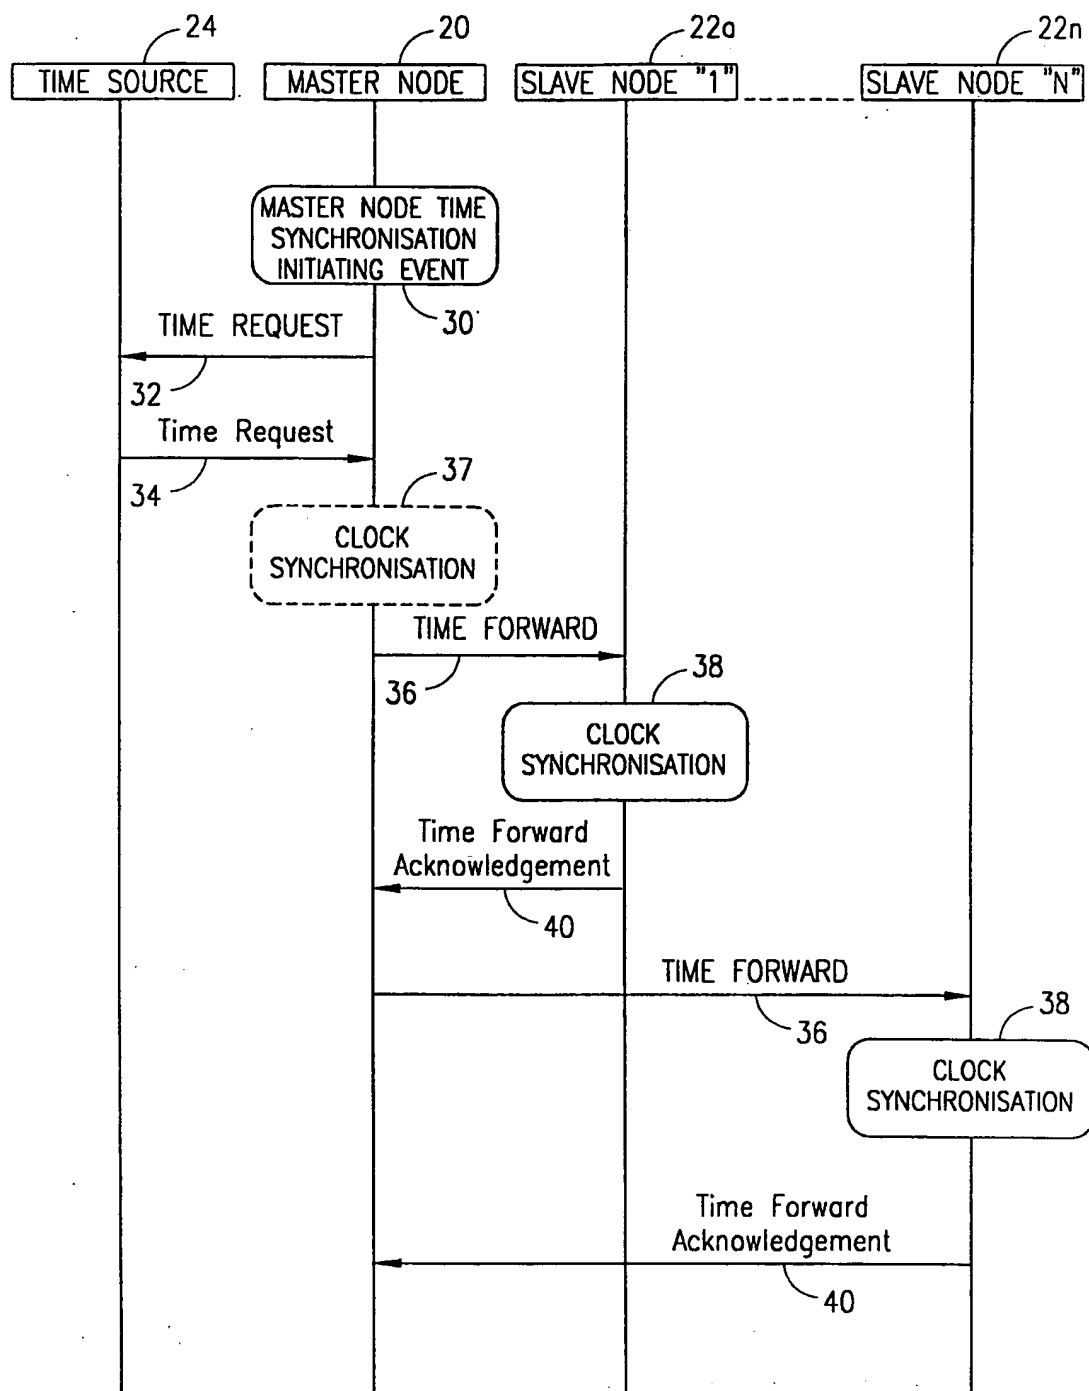 24
20
22a
22n
TIME SOURCE
MASTER NODE
SLAVE NODE "1"
SLAVE NODE "N"
MASTER NODE TIME
SYNCHRONISATION
INITIATING EVENT
30
TIME REQUEST
32
Time Request
34
37
CLOCK
SYNCHRONISATION
TIME FORWARD
36
38
CLOCK
SYNCHRONISATION
Time Forward
Acknowledgement
40
TIME FORWARD
36
38
CLOCK
SYNCHRONISATION
Time Forward
Acknowledgement
40